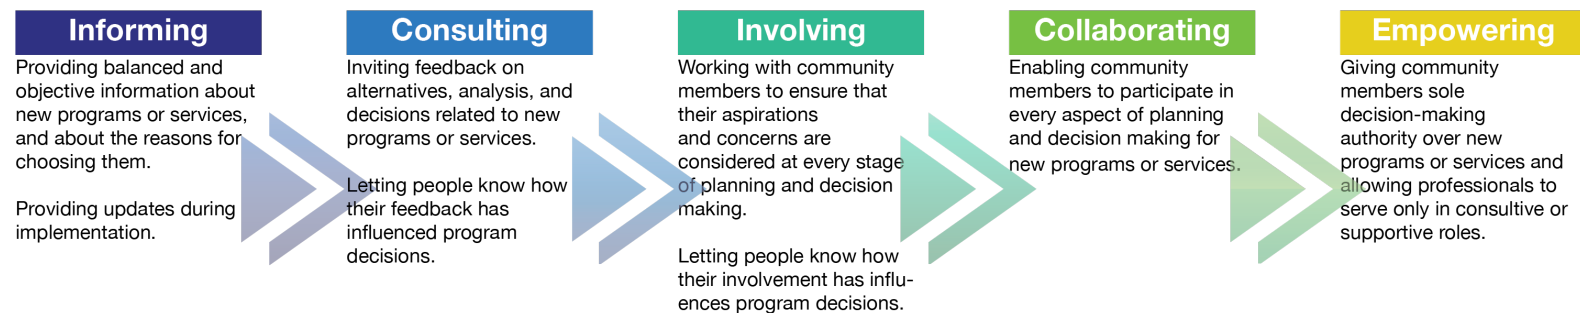 Informing
Providing balanced and
objective information about
new programs or services,
and about the reasons for
choosing them.
Providing updates during
implementation.
Consulting
Inviting feedback on
alternatives, analysis, and
decisions related to new
programs or services.
Letting people know how
their feedback has
influenced program
decisions.
Involving
Working with community
members to ensure that
their aspirations
and concerns are
considered at every stage
of planning and decision
making.
Letting people know how
their involvement has influ-
ences program decisions.
Collaborating
Enabling community
members to participate in
every aspect of planning
and decision making for
new programs or services.
Empowering
Giving community
members sole
decision-making
authority over new
programs or services and
allowing professionals to
serve only in consultive or
supportive roles.